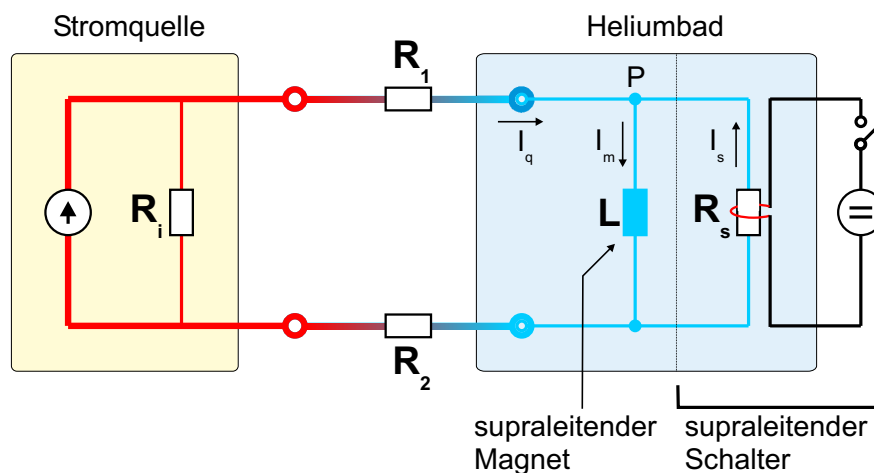 Stromquelle
Heliumbad
R1
P
Iq
Im
Is
Ri
L
Rs
R2
supraleitender
Magnet
supraleitender
Schalter